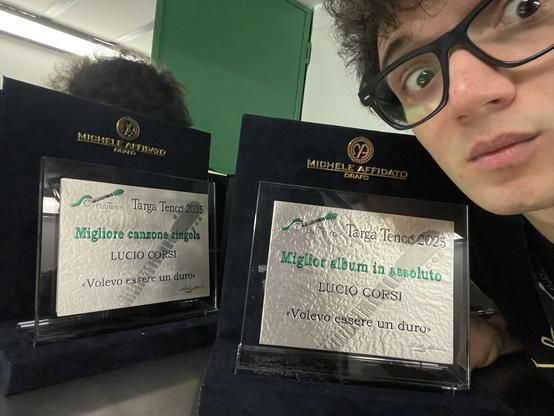 MICHELE AFFIDATO
ORAFO
Targa Tenco 2025
Migliore canzone singola
LUCIO CORSI
«Volevo essere un duro»
MICHELE AFFIDATO
ORAFO
Targa Tenco 2025
Miglior album in assoluto
LUCIO CORSI
«Volevo essere un duro»